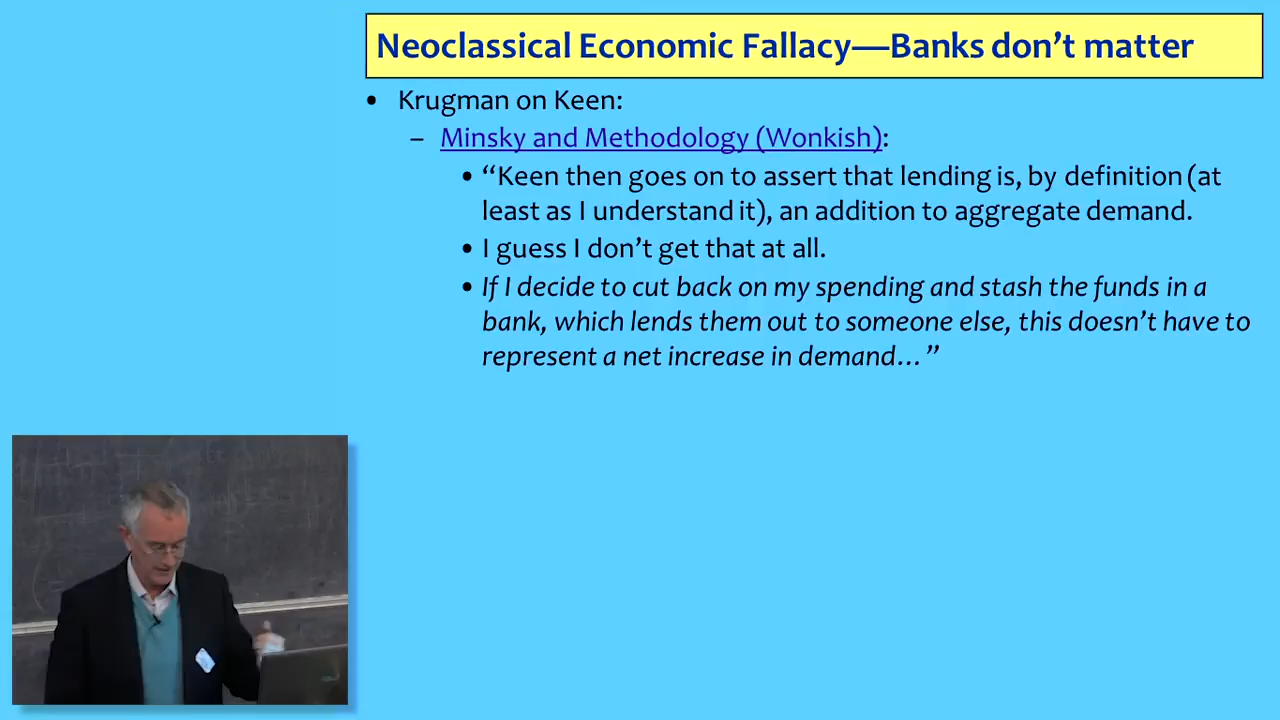 Neoclassical Economic Fallacy—Banks don’t matter
• Krugman on Keen:
– Minsky and Methodology (Wonkish):
• “Keen then goes on to assert that lending is, by definition (at
least as I understand it), an addition to aggregate demand.
• I guess I don’t get that at all.
• If I decide to cut back on my spending and stash the funds in a
bank, which lends them out to someone else, this doesn’t have to
represent a net increase in demand…”